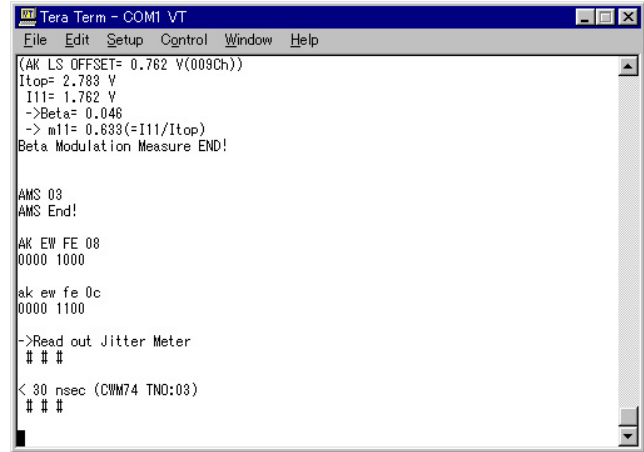 Tera Term - COM1 VT
File Edit Setup Control Window Help
(AK LS OFFSET= 0.762 V(009Ch))
Itop= 2.783 V
I11= 1.762 V
->Beta= 0.046
-> m11= 0.633(=I11/Itop)
Beta Modulation Measure END!
AMS 03
AMS End!
AK EW FE 08
0000 1000
ak ew fe 0c
0000 1100
->Read out Jitter Meter
# # #
< 30 nsec (CWM74 TNO:03)
# # #